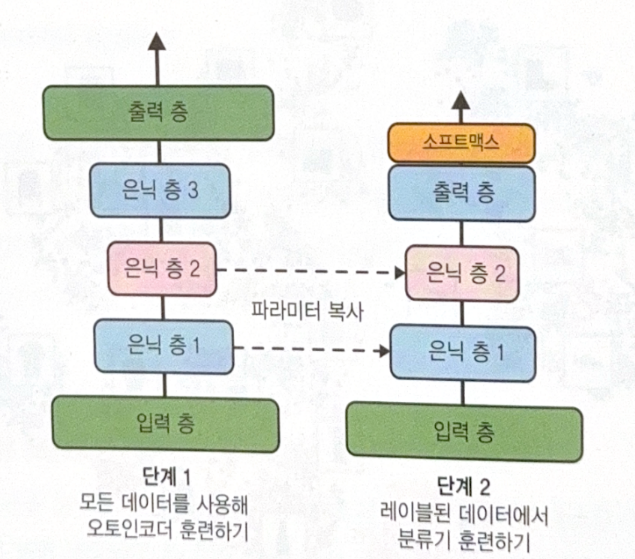 출력 층
은닉 층 3
은닉 층 2
파라미터 복사
은닉 층 1
입력 층
단계 1
모든 데이터를 사용해
오토인코더 훈련하기
소프트맥스
출력 층
은닉 층 2
은닉 층 1
입력 층
단계 2
레이블된 데이터에서
분류기 훈련하기